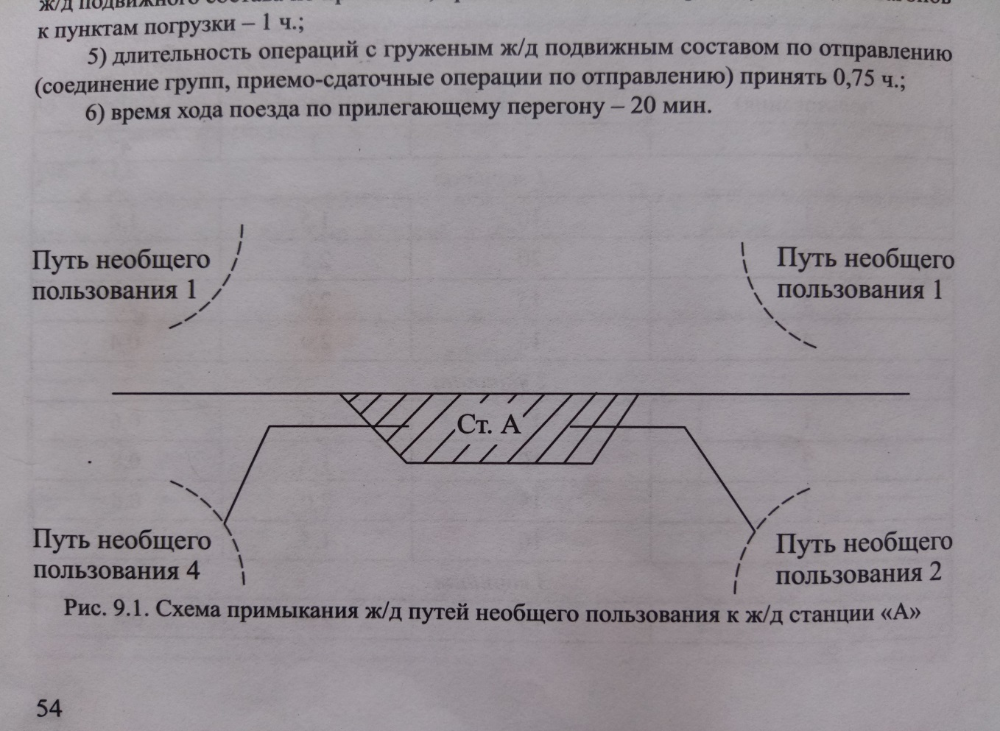 к пунктам погрузки – 1 ч.;
5) длительность операций с груженым ж/д подвижным составом по отправлению
(соединение групп, приемо-сдаточные операции по отправлению) принять 0,75 ч.;
6) время хода поезда по прилегающему перегону – 20 мин.
Путь необщего
пользования 1
Путь необщего
пользования 1
Ст. А
Путь необщего
пользования 4
Путь необщего
пользования 2
Рис. 9.1. Схема примыкания ж/д путей необщего пользования к ж/д станции «А»
54